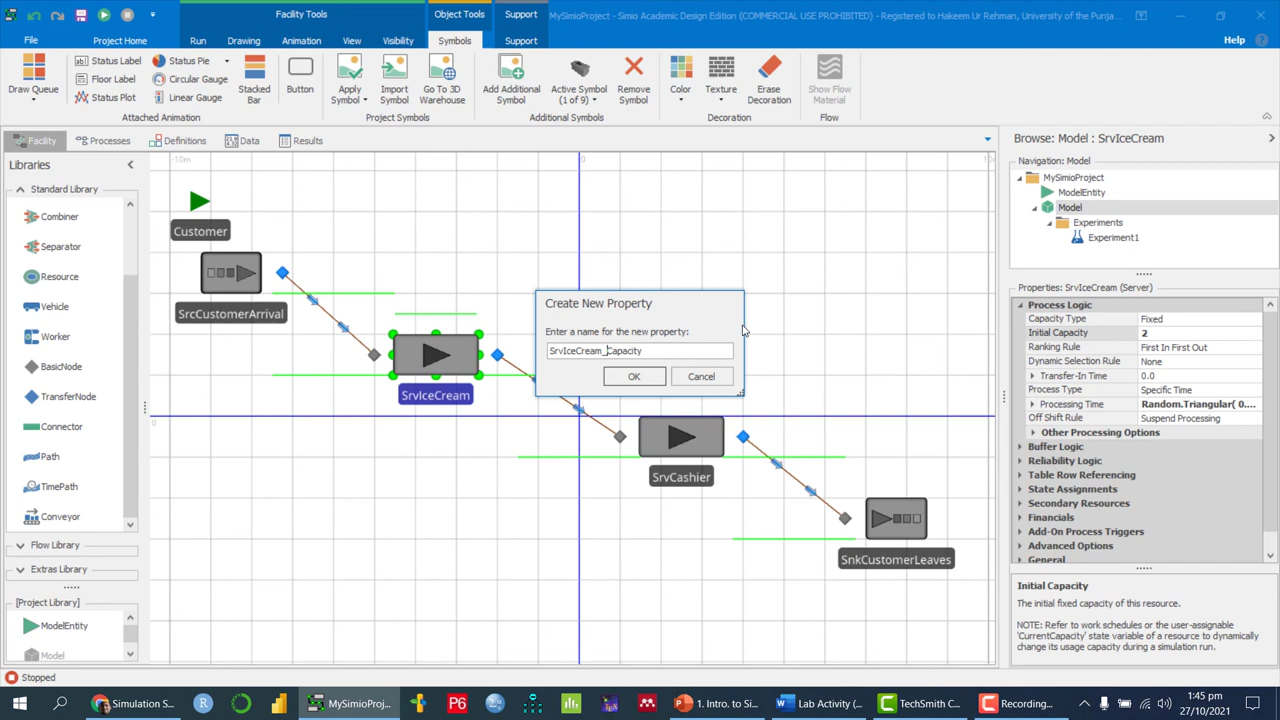 Facility Tools
Object Tools
Support
MySimioProject - Simio Academic Design Edition (COMMERCIAL USE PROHIBITED) - Registered to Hakeem Ur Rehman, University of the Punja...
File
Project Home
Run
Drawing
Animation
View
Visibility
Symbols
Support
Help
Draw Queue
Status Label
Floor Label
Status Plot
Status Pie
Circular Gauge
Linear Gauge
Stacked Bar
Button
Attached Animation
Apply Symbol
Import Symbol
Go To 3D Warehouse
Project Symbols
Add Additional Symbol
Active Symbol (1 of 9)
Remove Symbol
Additional Symbols
Color
Texture
Erase Decoration
Decoration
Show Flow Material
Flow
Facility
Processes
Definitions
Data
Results
Libraries
Standard Library
Combiner
Separator
Resource
Vehicle
Worker
BasicNode
TransferNode
Connector
Path
TimePath
Conveyor
Flow Library
Extras Library
[Project Library]
ModelEntity
Model
-10m
0
0
Customer
SrcCustomerArrival
SrvIceCream
SrvCashier
SnkCustomerLeaves
Create New Property
Enter a name for the new property:
SrvIceCream_Capacity
OK
Cancel
Browse: Model : SrvIceCream
Navigation: Model
MySimioProject
ModelEntity
Model
Experiments
Experiment1
Properties: SrvIceCream (Server)
Process Logic
Capacity Type Fixed
Initial Capacity 2
Ranking Rule First In First Out
Dynamic Selection Rule None
Transfer-In Time 0.0
Process Type Specific Time
Processing Time Random.Triangular( 0....
Off Shift Rule Suspend Processing
Other Processing Options
Buffer Logic
Reliability Logic
Table Row Referencing
State Assignments
Secondary Resources
Financials
Add-On Process Triggers
Advanced Options
General
Initial Capacity
The initial fixed capacity of this resource.
NOTE: Refer to work schedules or the user-assignable
'CurrentCapacity' state variable of a resource to dynamically
change its usage capacity during a simulation run.
Stopped
Simulation S...
MySimioProj...
1. Intro. to Si...
Lab Activity (...
TechSmith C...
Recording...
1:45 pm
27/10/2021